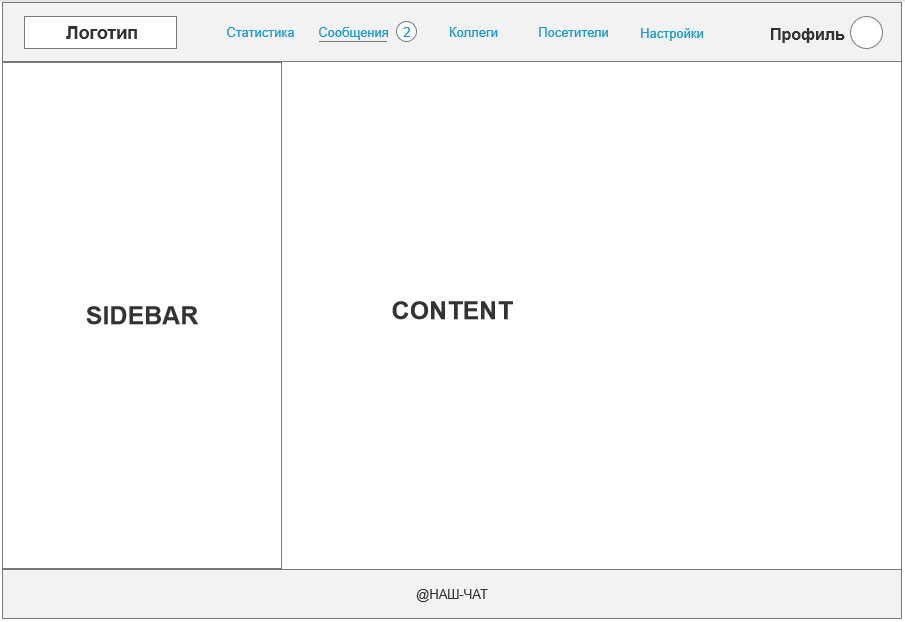 Логотип
Статистика
Сообщения 2
Коллеги
Посетители
Настройки
Профиль
SIDEBAR
CONTENT
@НАШ-ЧАТ